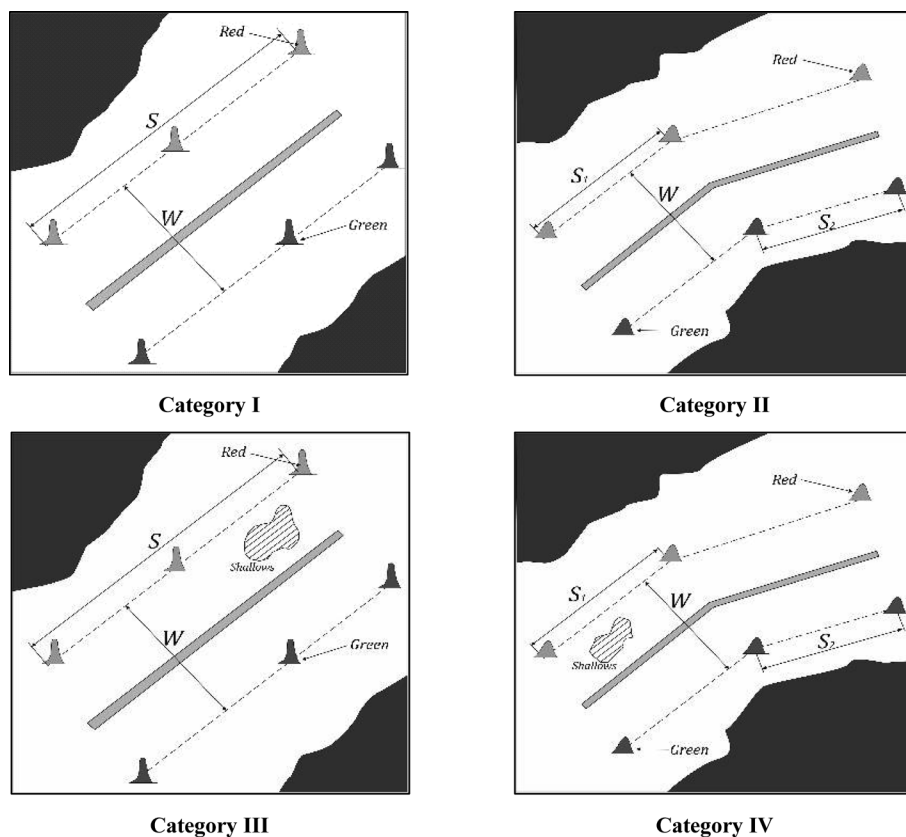 Red
S
W
Green
Category I
Red
S1
W
S2
Green
Category II
Red
S
Shallows
W
Green
Category III
Red
S1
W
Shallows
S2
Green
Category IV